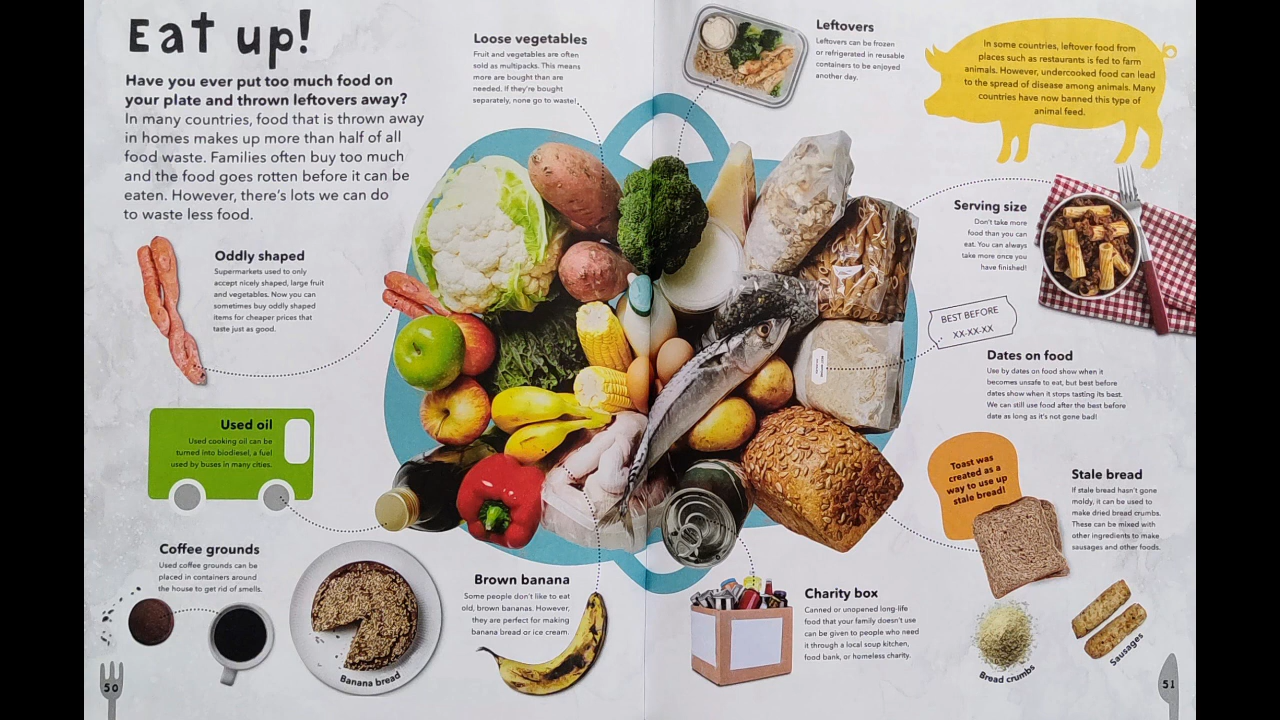 Eat up!
Have you ever put too much food on
your plate and thrown leftovers away?
In many countries, food that is thrown away
in homes makes up more than half of all
food waste. Families often buy too much
and the food goes rotten before it can be
eaten. However, there's lots we can do
to waste less food.
Oddly shaped
Supermarkets used to only
accept nicely shaped, large fruit
and vegetables. Now you can
sometimes buy oddly shaped
items for cheaper prices that
taste just as good.
Used oil
Used cooking oil can be
turned into biodiesel, a fuel
used by buses in many cities.
Coffee grounds
Used coffee grounds can be
placed in containers around
the house to get rid of smells.
Banana bread
50
Loose vegetables
Fruit and vegetables are often
sold as multipacks. This means
more are bought than are
needed. If they're bought
separately, none go to waste!
Brown banana
Some people don't like to eat
old, brown bananas. However,
they are perfect for making
banana bread or ice cream.
Leftovers
Leftovers can be frozen
or refrigerated in reusable
containers to be enjoyed
another day.
In some countries, leftover food from
places such as restaurants is fed to farm
animals. However, undercooked food can lead
to the spread of disease among animals. Many
countries have now banned this type of
animal feed.
Serving size
Don't take more
food than you can
eat. You can always
take more once you
have finished!
BEST BEFORE
XX-XX-XX
Dates on food
Use by dates on food show when it
becomes unsafe to eat, but best before
dates show when it stops tasting its best.
We can still use food after the best before
date as long as it's not gone bad!
Toast was
created as a
way to use up
stale bread!
Stale bread
If stale bread hasn't gone
moldy, it can be used to
make dried bread crumbs.
These can be mixed with
other ingredients to make
sausages and other foods.
Charity box
Canned or unopened long-life
food that your family doesn't use
can be given to people who need
it through a local soup kitchen,
food bank, or homeless charity.
Bread crumbs
Sausages
51